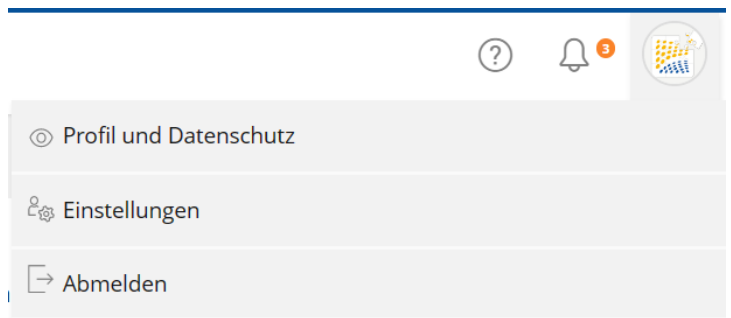 ?
3
Profil und Datenschutz
Einstellungen
Abmelden